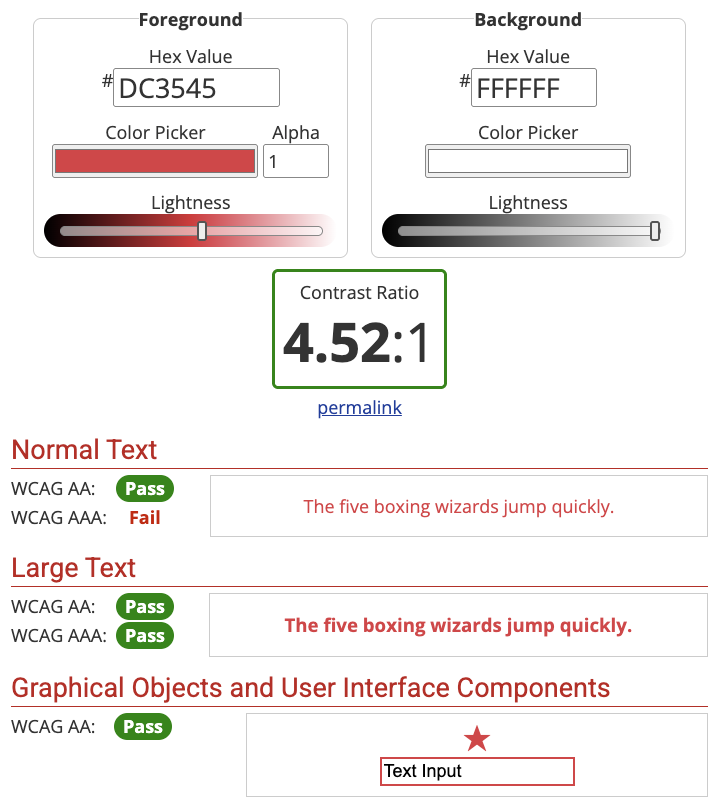 Foreground
Background
Hex Value
# DC3545
Hex Value
# FFFFFF
Color Picker
Alpha
1
Color Picker
Lightness
Lightness
Contrast Ratio
4.52:1
permalink
Normal Text
WCAG AA: Pass
WCAG AAA: Fail
The five boxing wizards jump quickly.
Large Text
WCAG AA: Pass
WCAG AAA: Pass
The five boxing wizards jump quickly.
Graphical Objects and User Interface Components
WCAG AA: Pass
Text Input